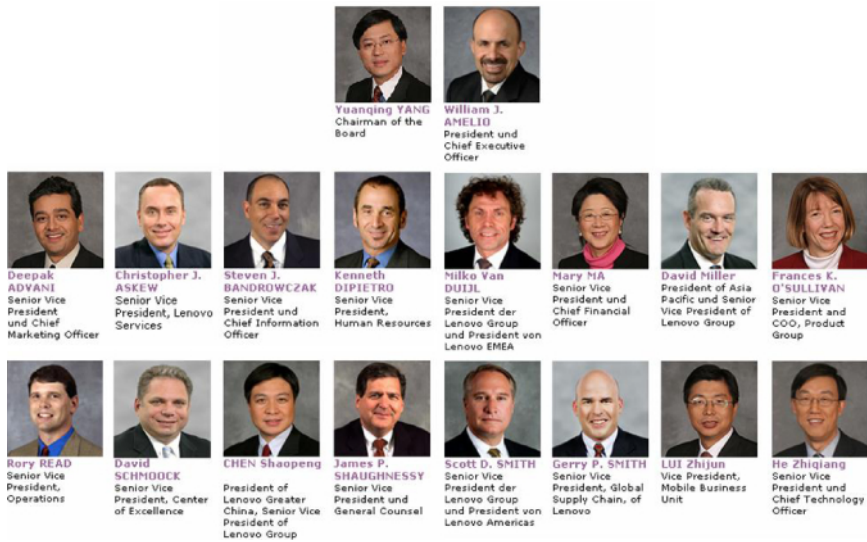 Yuanqing YANG
Chairman of the
Board
William J.
AMELIO
President und
Chief Executive
Officer
Deepak
ADVANI
Senior Vice
President
und Chief
Marketing Officer
Christopher J.
ASKEW
Senior Vice
President, Lenovo
Services
Steven J.
BANDROWCZAK
Senior Vice
President und
Chief Information
Officer
Kenneth
DIPIETRO
Senior Vice
President,
Human Resources
Milko Van
DUIJL
Senior Vice
President der
Lenovo Group
und President von
Lenovo EMEA
Mary MA
Senior Vice
President und
Chief Financial
Officer
David Miller
President of Asia
Pacific und Senior
Vice President of
Lenovo Group
Frances K.
O'SULLIVAN
Senior Vice
President and
COO, Product
Group
Rory READ
Senior Vice
President,
Operations
David
SCHMOOCK
Senior Vice
President, Center
of Excellence
CHEN Shaopeng
President of
Lenovo Greater
China, Senior Vice
President of
Lenovo Group
James P.
SHAUGHNESSY
Senior Vice
President und
General Counsel
Scott D. SMITH
Senior Vice
President der
Lenovo Group
und President von
Lenovo Americas
Gerry P. SMITH
Senior Vice
President, Global
Supply Chain, of
Lenovo
LUI Zhijun
Vice President,
Mobile Business
Unit
He Zhiqiang
Senior Vice
President und
Chief Technology
Officer